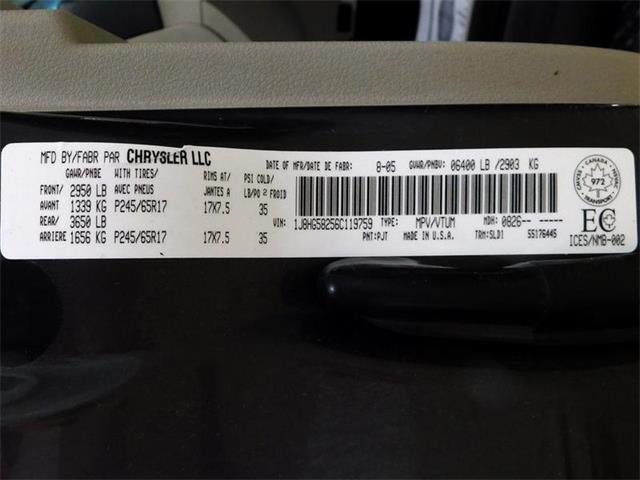 MFD BY/FABR PAR CHRYSLER LLC DATE OF MFR/DATE DE FABR: 8-05 GVWR/PNBV: 06400 LB /2903 KG
GAWR/PNBE WITH TIRES/ RIMS AT/ PSI COLD/
FRONT/ 2950 LB AVEC PNEUS JANTES A LB/PO 2 FROID
AVANT 1339 KG P245/65R17 17X7.5 35
REAR/ 3650 LB
ARRIERE 1656 KG P245/65R17 17X7.5 35
VIN: 1J8HG58256C119759 TYPE: MPV/VTUM MDH: 0826-- -----
PNT:PJT MADE IN U.S.A. TRM:SLD1 55176445
CANADA
972
TRANSPORT
EC
ICES/NMB-002